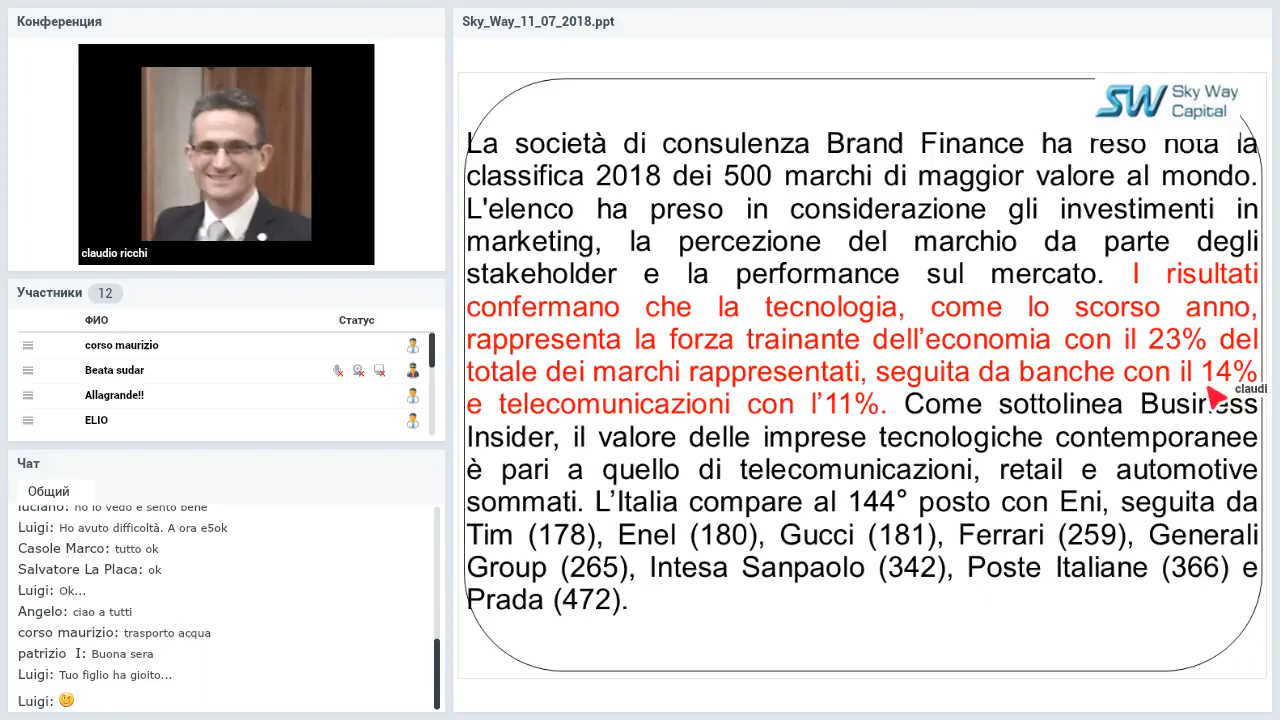 Конференция
claudio ricchi
Участники 12
ФИО Статус
corso maurizio
Beata sudar
Allagrande!!
ELIO
Чат
Общий
luciano: no lo vedo e sento bene
Luigi: Ho avuto difficoltà. A ora e5ok
Casole Marco: tutto ok
Salvatore La Placa: ok
Luigi: Ok...
Angelo: ciao a tutti
corso maurizio: trasporto acqua
patrizio I: Buona sera
Luigi: Tuo figlio ha gioito...
Luigi:
Sky_Way_11_07_2018.ppt
SW Sky Way
Capital
La società di consulenza Brand Finance ha reso nota la
classifica 2018 dei 500 marchi di maggior valore al mondo.
L'elenco ha preso in considerazione gli investimenti in
marketing, la percezione del marchio da parte degli
stakeholder e la performance sul mercato. I risultati
confermano che la tecnologia, come lo scorso anno,
rappresenta la forza trainante dell’economia con il 23% del
totale dei marchi rappresentati, seguita da banche con il 14%
claudi
e telecomunicazioni con l’11%. Come sottolinea Business
Insider, il valore delle imprese tecnologiche contemporanee
è pari a quello di telecomunicazioni, retail e automotive
sommati. L’Italia compare al 144° posto con Eni, seguita da
Tim (178), Enel (180), Gucci (181), Ferrari (259), Generali
Group (265), Intesa Sanpaolo (342), Poste Italiane (366) e
Prada (472).